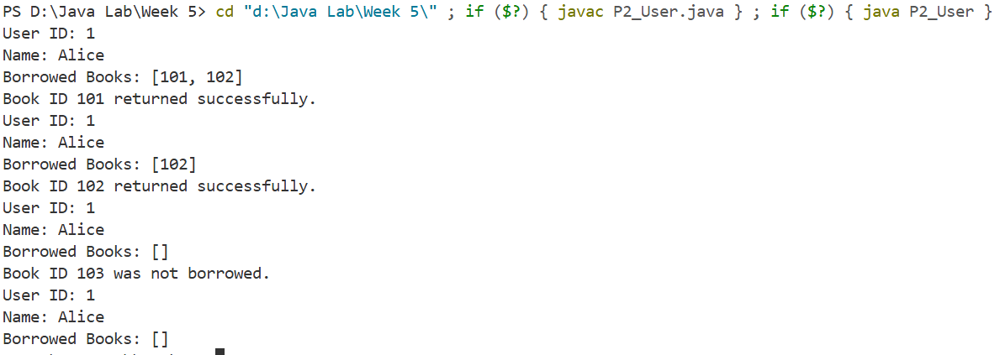 PS D:\Java Lab\Week 5> cd "d:\Java Lab\Week 5\" ; if ($?) { javac P2_User.java } ; if ($?) { java P2_User }
User ID: 1
Name: Alice
Borrowed Books: [101, 102]
Book ID 101 returned successfully.
User ID: 1
Name: Alice
Borrowed Books: [102]
Book ID 102 returned successfully.
User ID: 1
Name: Alice
Borrowed Books: []
Book ID 103 was not borrowed.
User ID: 1
Name: Alice
Borrowed Books: []